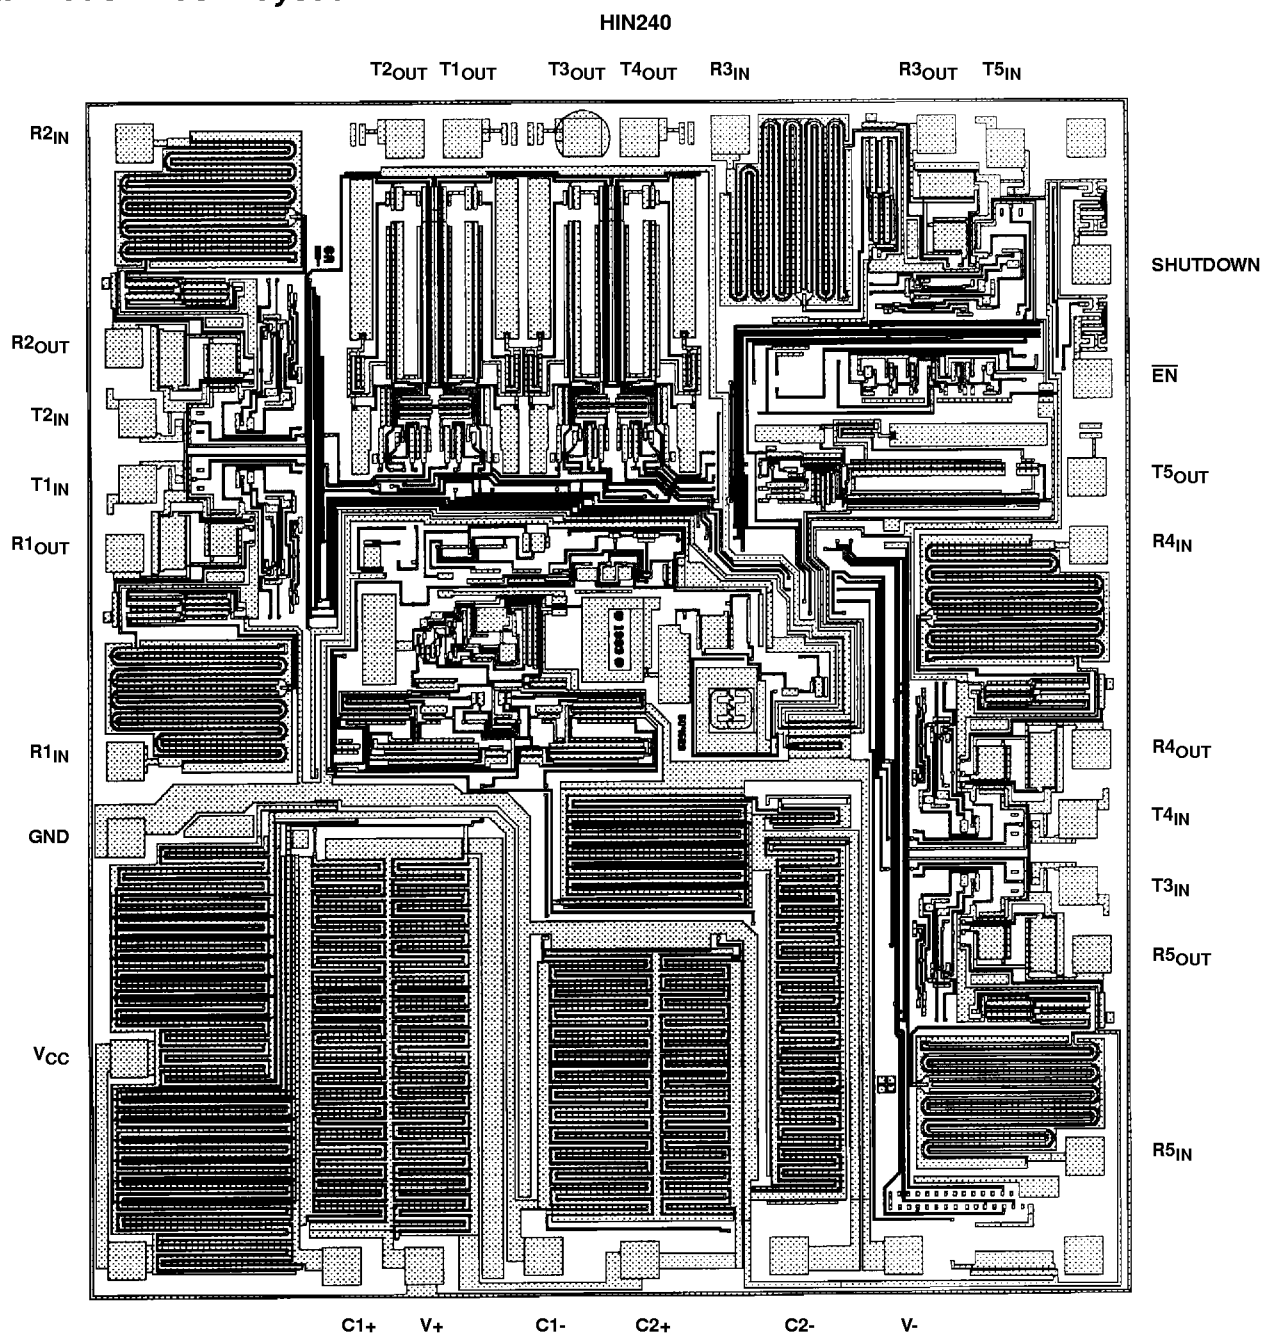 HIN240
T2OUT T1OUT T3OUT T4OUT R3IN R3OUT T5IN
R2IN
SHUTDOWN
R2OUT
EN
T2IN
T5OUT
T1IN
R1OUT
R4IN
© 1983 ©
R1IN
R4OUT
T4IN
GND
T3IN
R5OUT
VCC
R5IN
C1+ V+ C1- C2+ C2- V-